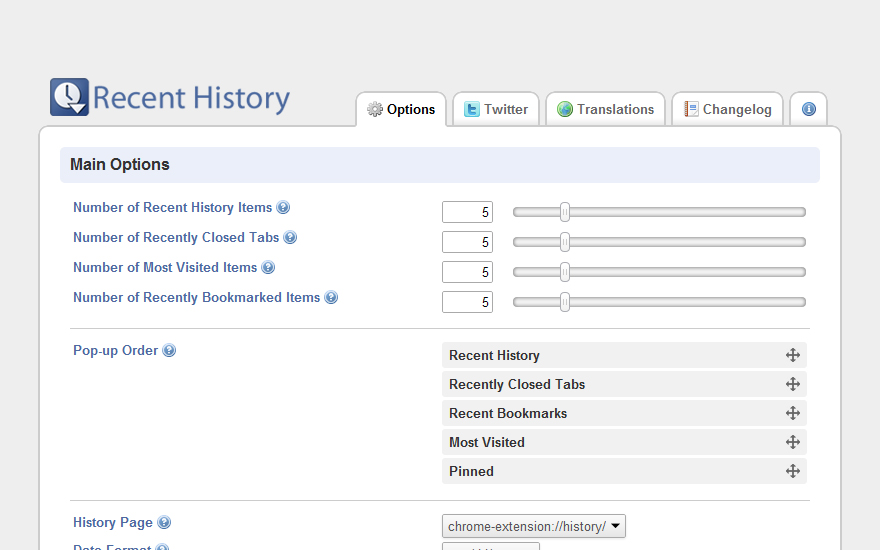 Recent History
Options
Twitter
Translations
Changelog
Main Options
Number of Recent History Items
5
Number of Recently Closed Tabs
5
Number of Most Visited Items
5
Number of Recently Bookmarked Items
5
Pop-up Order
Recent History
Recently Closed Tabs
Recent Bookmarks
Most Visited
Pinned
History Page
chrome-extension://history/
Date Format